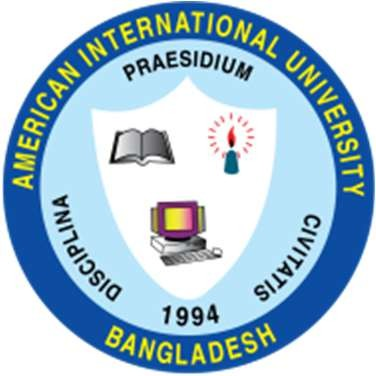 AMERICAN INTERNATIONAL UNIVERSITY
PRAESIDIUM
DISCIPLINA
CIVITATIS
1994
BANGLADESH